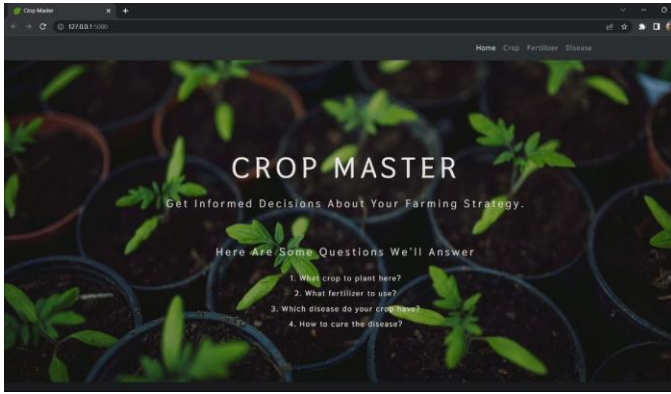 Crop Master
127.0.0.1:5000
Home Crop Fertilizer Disease
CROP MASTER
Get Informed Decisions About Your Farming Strategy.
Here Are Some Questions We'll Answer
1. What crop to plant here?
2. What fertilizer to use?
3. Which disease do your crop have?
4. How to cure the disease?